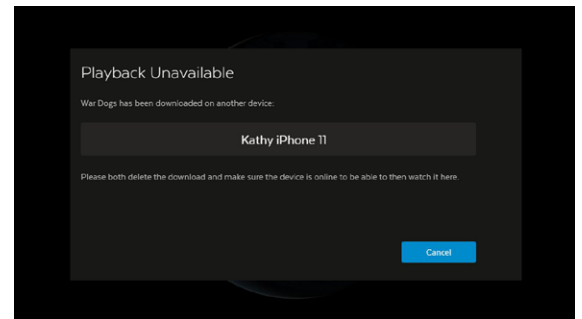 Playback Unavailable
War Dogs has been downloaded on another device:
Kathy iPhone 11
Please both delete the download and make sure the device is online to be able to then watch it here.
Cancel